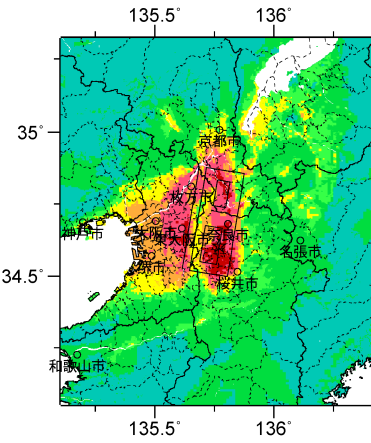 135.5° 136°
35°
京都市
枚方市
神戸市 大阪市 東大阪市 奈良市
堺市 名張市
34.5° 桜井市
和歌山市
135.5° 136°